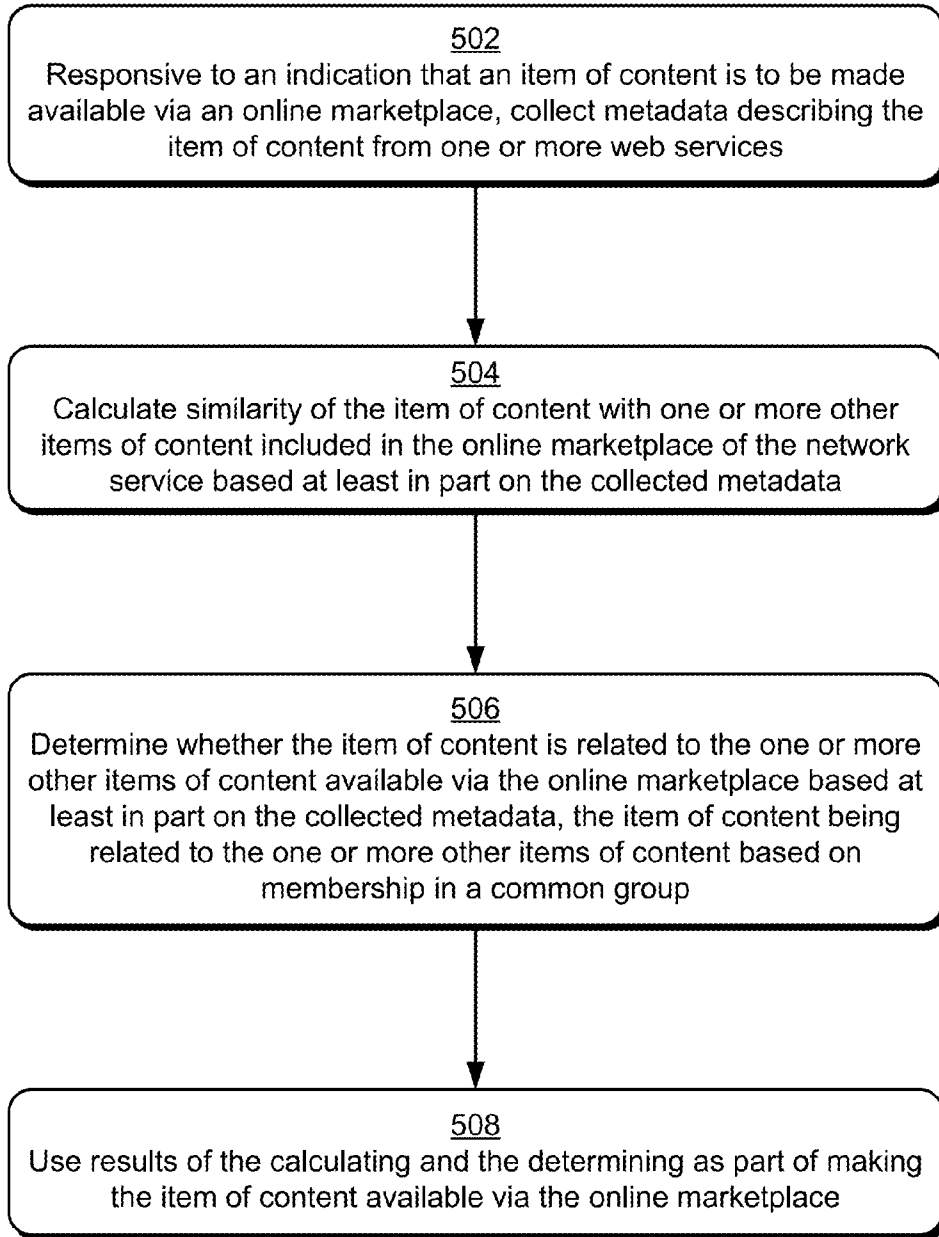 502
Responsive to an indication that an item of content is to be made
available via an online marketplace, collect metadata describing the
item of content from one or more web services
504
Calculate similarity of the item of content with one or more other
items of content included in the online marketplace of the network
service based at least in part on the collected metadata
506
Determine whether the item of content is related to the one or more
other items of content available via the online marketplace based at
least in part on the collected metadata, the item of content being
related to the one or more other items of content based on
membership in a common group
508
Use results of the calculating and the determining as part of making
the item of content available via the online marketplace